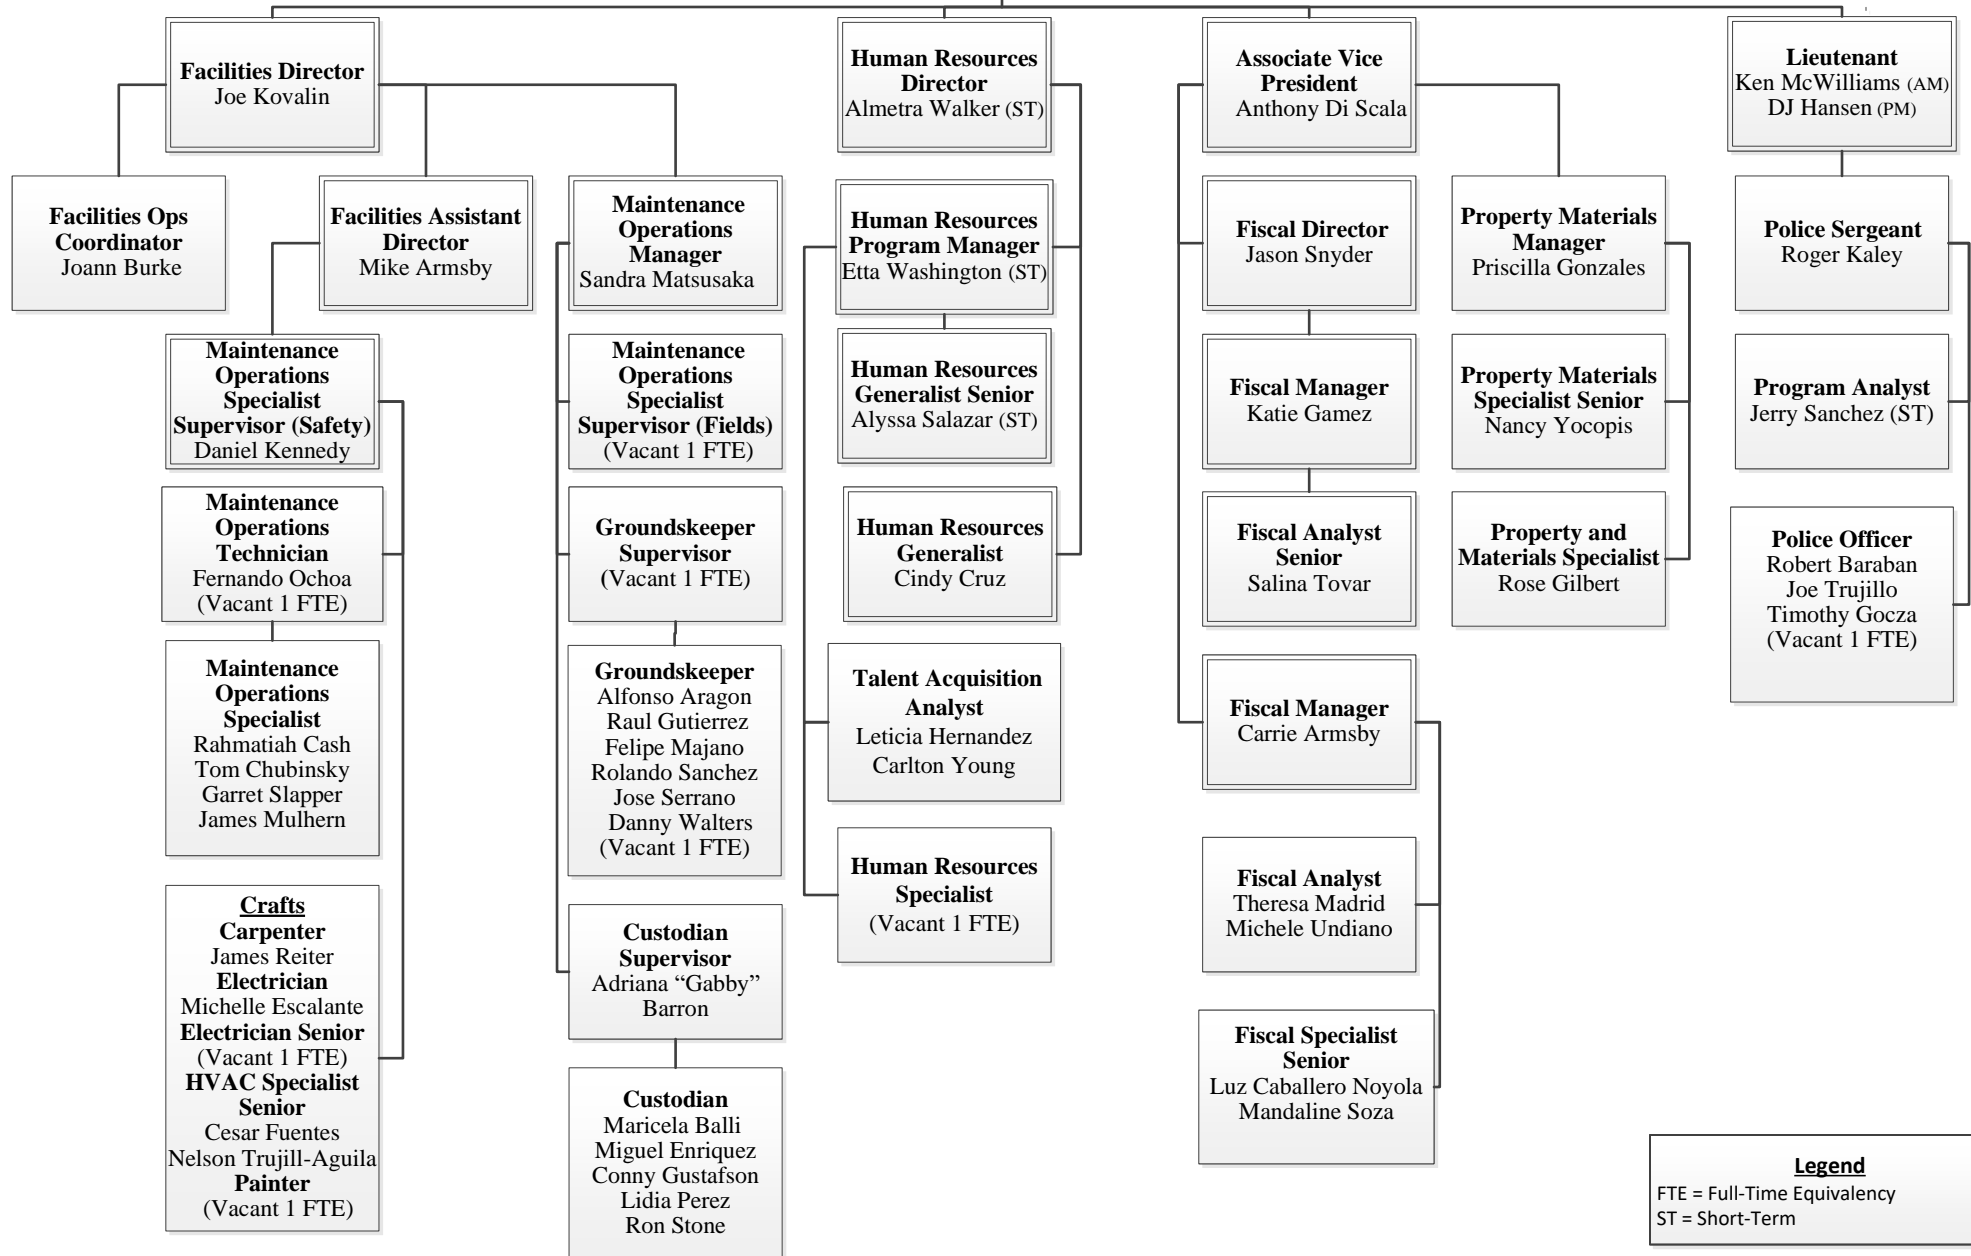 Facilities Director
Joe Kovalin
Human Resources
Director
Almetra Walker (ST)
Associate Vice
President
Anthony Di Scala
Lieutenant
Ken McWilliams (AM)
DJ Hansen (PM)
Facilities Ops
Coordinator
Joann Burke
Facilities Assistant
Director
Mike Armsby
Maintenance
Operations
Manager
Sandra Matsusaka
Human Resources
Program Manager
Etta Washington (ST)
Fiscal Director
Jason Snyder
Property Materials
Manager
Priscilla Gonzales
Police Sergeant
Roger Kaley
Maintenance
Operations
Specialist
Supervisor (Safety)
Daniel Kennedy
Maintenance
Operations
Specialist
Supervisor (Fields)
(Vacant 1 FTE)
Human Resources
Generalist Senior
Alyssa Salazar (ST)
Fiscal Manager
Katie Gamez
Property Materials
Specialist Senior
Nancy Yocopis
Program Analyst
Jerry Sanchez (ST)
Maintenance
Operations
Technician
Fernando Ochoa
(Vacant 1 FTE)
Groundskeeper
Supervisor
(Vacant 1 FTE)
Human Resources
Generalist
Cindy Cruz
Fiscal Analyst
Senior
Salina Tovar
Property and
Materials Specialist
Rose Gilbert
Police Officer
Robert Baraban
Joe Trujillo
Timothy Gocza
(Vacant 1 FTE)
Maintenance
Operations
Specialist
Rahmatiah Cash
Tom Chubinsky
Garret Slapper
James Mulhern
Groundskeeper
Alfonso Aragon
Raul Gutierrez
Felipe Majano
Rolando Sanchez
Jose Serrano
Danny Walters
(Vacant 1 FTE)
Talent Acquisition
Analyst
Leticia Hernandez
Carlton Young
Fiscal Manager
Carrie Armsby
Human Resources
Specialist
(Vacant 1 FTE)
Fiscal Analyst
Theresa Madrid
Michele Undiano
Crafts
Carpenter
James Reiter
Electrician
Michelle Escalante
Electrician Senior
(Vacant 1 FTE)
HVAC Specialist
Senior
Cesar Fuentes
Nelson Trujill-Aguila
Painter
(Vacant 1 FTE)
Custodian
Supervisor
Adriana “Gabby”
Barron
Fiscal Specialist
Senior
Luz Caballero Noyola
Mandaline Soza
Custodian
Maricela Balli
Miguel Enriquez
Conny Gustafson
Lidia Perez
Ron Stone
Legend
FTE = Full-Time Equivalency
ST = Short-Term